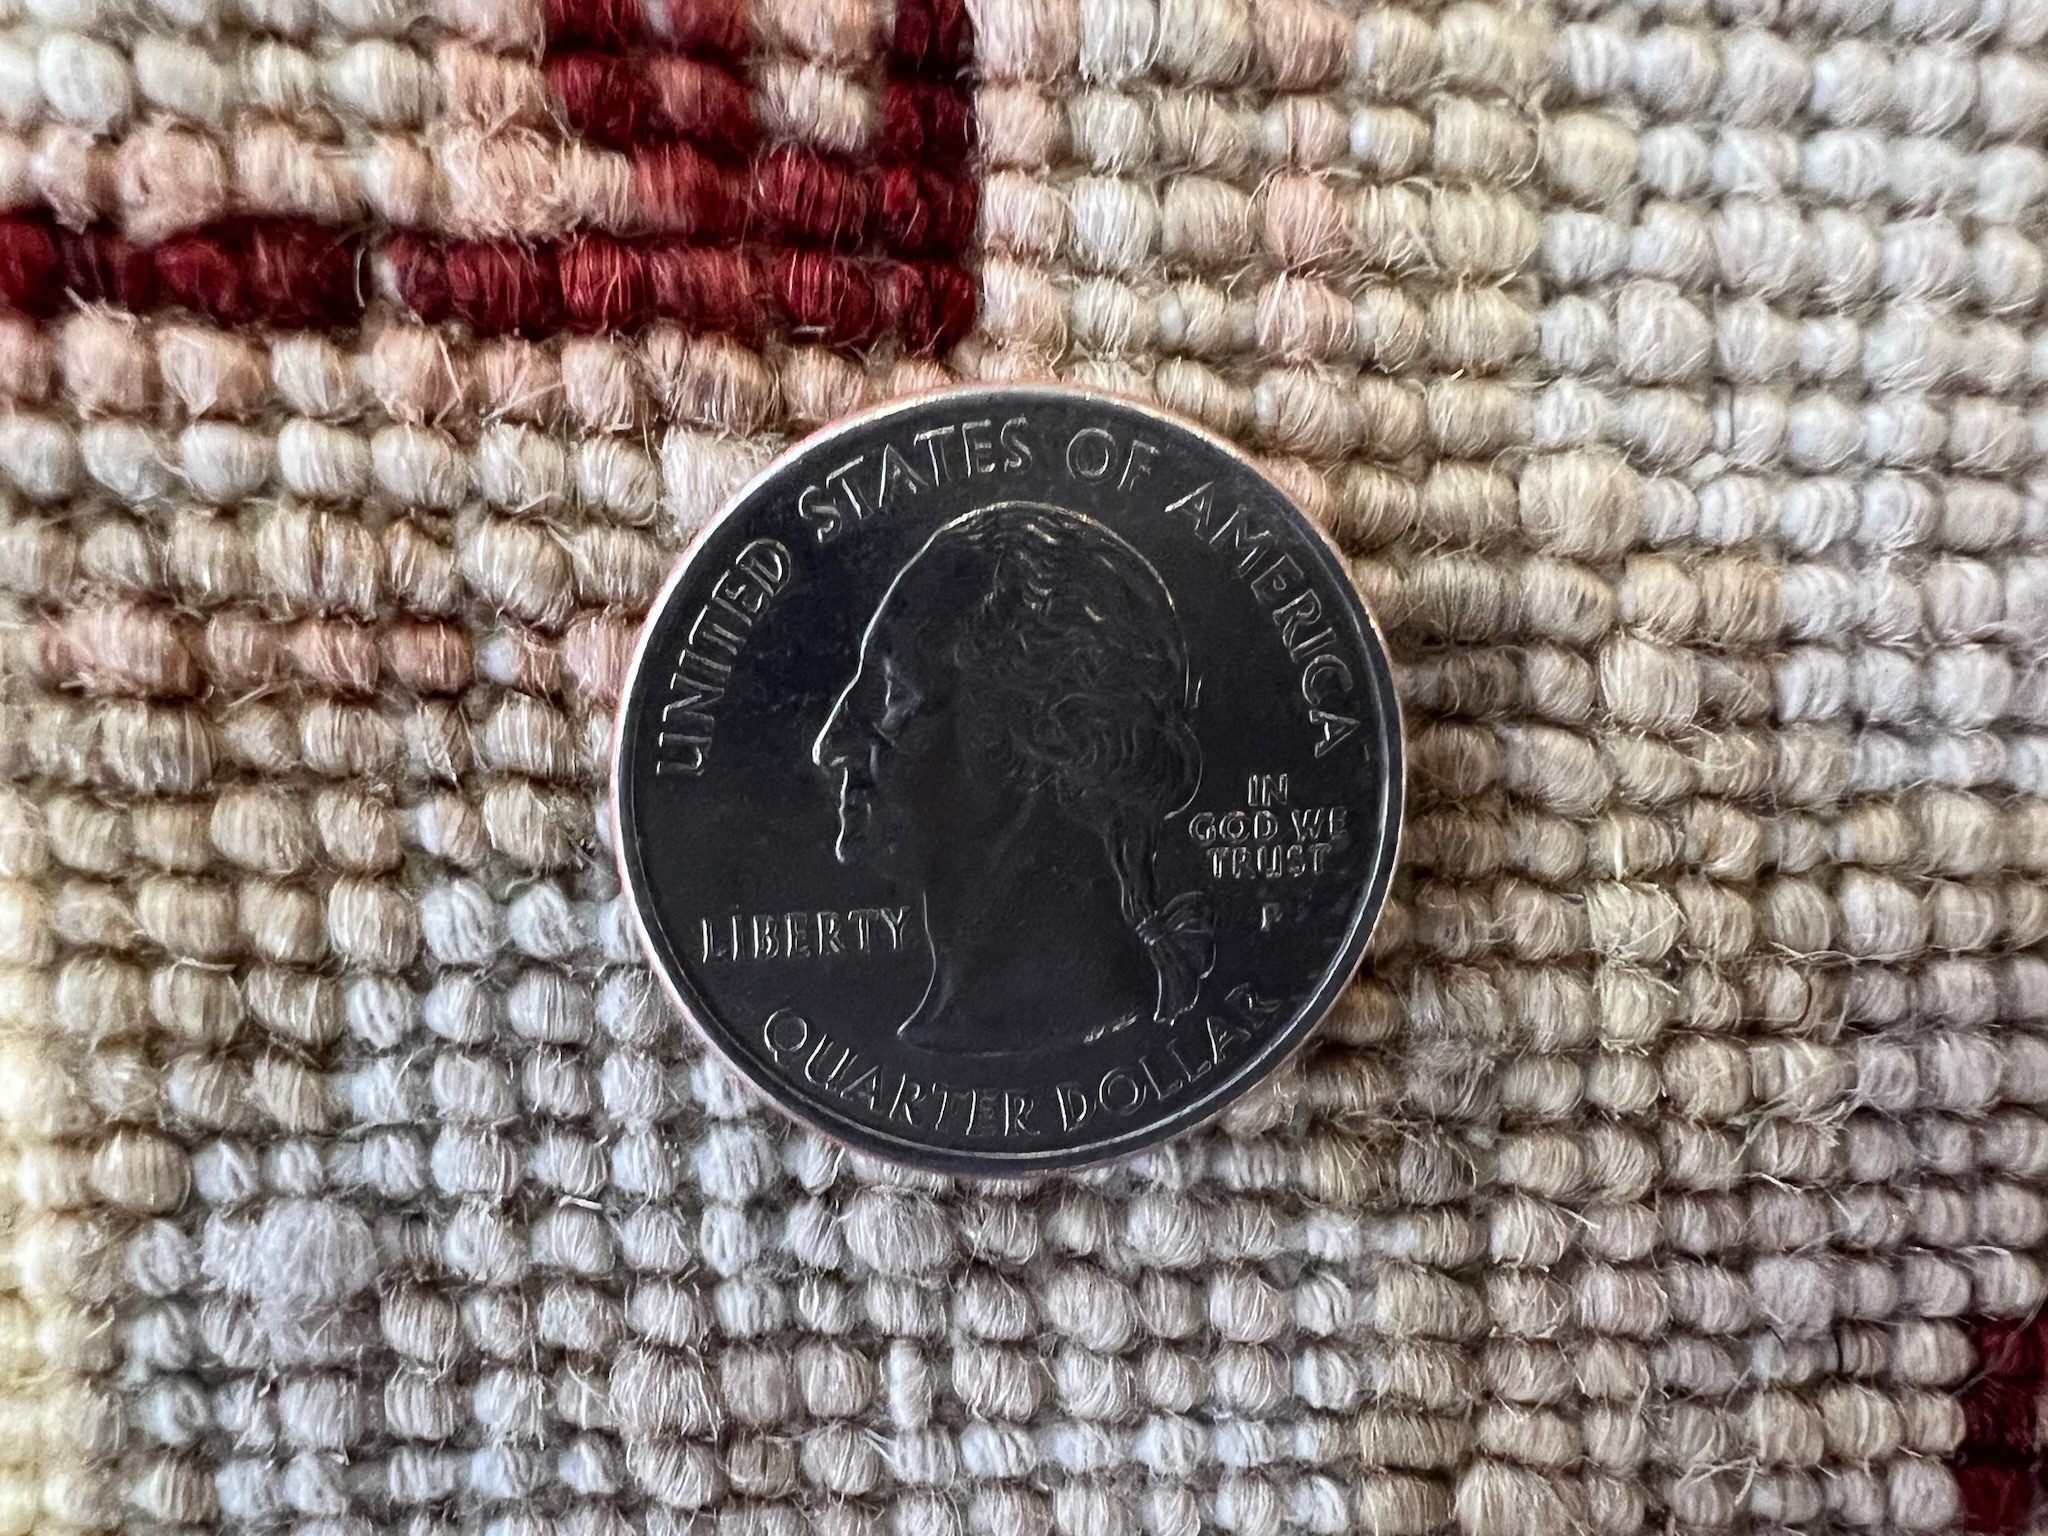 UNITED STATES OF AMERICA
LIBERTY
IN
GOD WE
TRUST
P
QUARTER DOLLAR